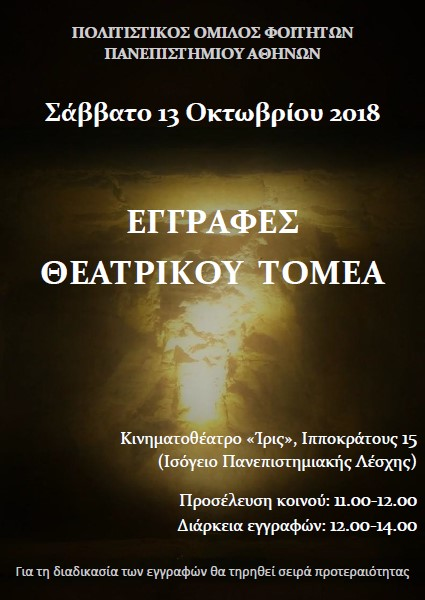 ΠΟΛΙΤΙΣΤΙΚΟΣ ΟΜΙΛΟΣ ΦΟΙΤΗΤΩΝ
ΠΑΝΕΠΙΣΤΗΜΙΟΥ ΑΘΗΝΩΝ
Σάββατο 13 Οκτωβρίου 2018
ΕΓΓΡΑΦΕΣ
ΘΕΑΤΡΙΚΟΥ ΤΟΜΕΑ
Κινηματοθέατρο «Ίρις», Ιπποκράτους 15
(Ισόγειο Πανεπιστημιακής Λέσχης)
Προσέλευση κοινού: 11.00-12.00
Διάρκεια εγγραφών: 12.00-14.00
Για τη διαδικασία των εγγραφών θα τηρηθεί σειρά προτεραιότητας